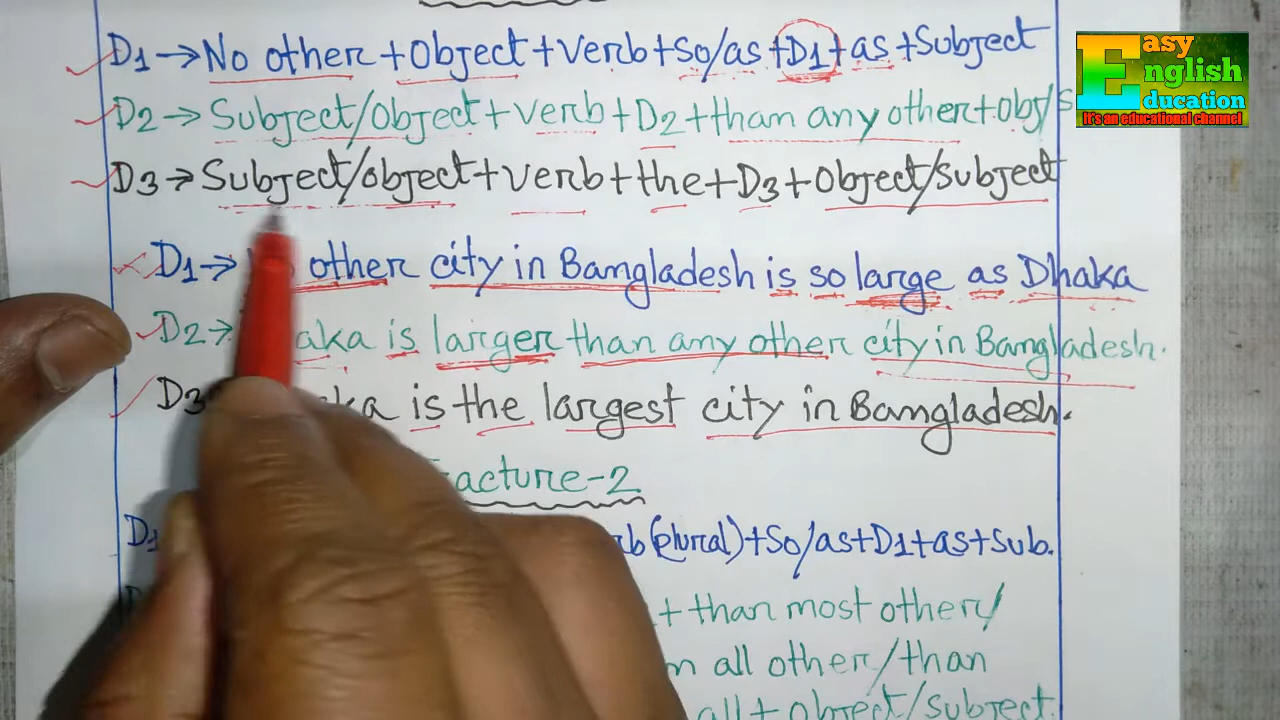 D1→No other+Object+Verb+So/as+D1+as+Subject
D2→Subject/Object+verb+D2+than any other+obj/S
D3→Subject/object+verb+the+D3+Object/Subject
D1→ other city in Bangladesh is so large as Dhaka
D2→ aka is larger than any other city in Bangladesh.
D3 ka is the largest city in Bangladesh.
acture-2
D1 rb(plural)+So/as+D1+as+Sub.
+ than most other/
n all other/than
all+object/subject.
Easy
English
Education
It's an educational channel